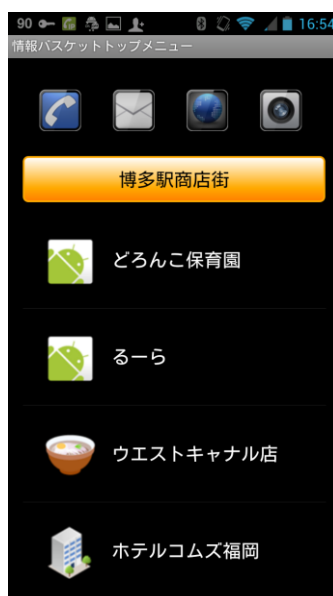 90 16:54
情報バスケットトップメニュー
博多駅商店街
どろんこ保育園
るーら
ウエストキャナル店
ホテルコムズ福岡